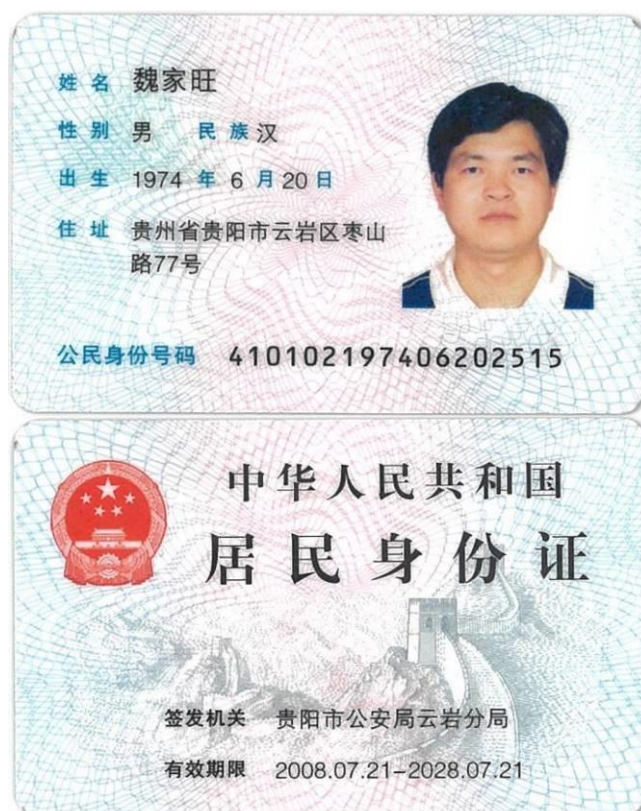 姓名 魏家旺
性别 男 民族 汉
出生 1974 年 6 月 20 日
住址 贵州省贵阳市云岩区枣山
路77号
公民身份号码 410102197406202515
中华人民共和国
居民身份证
签发机关 贵阳市公安局云岩分局
有效期限 2008.07.21-2028.07.21